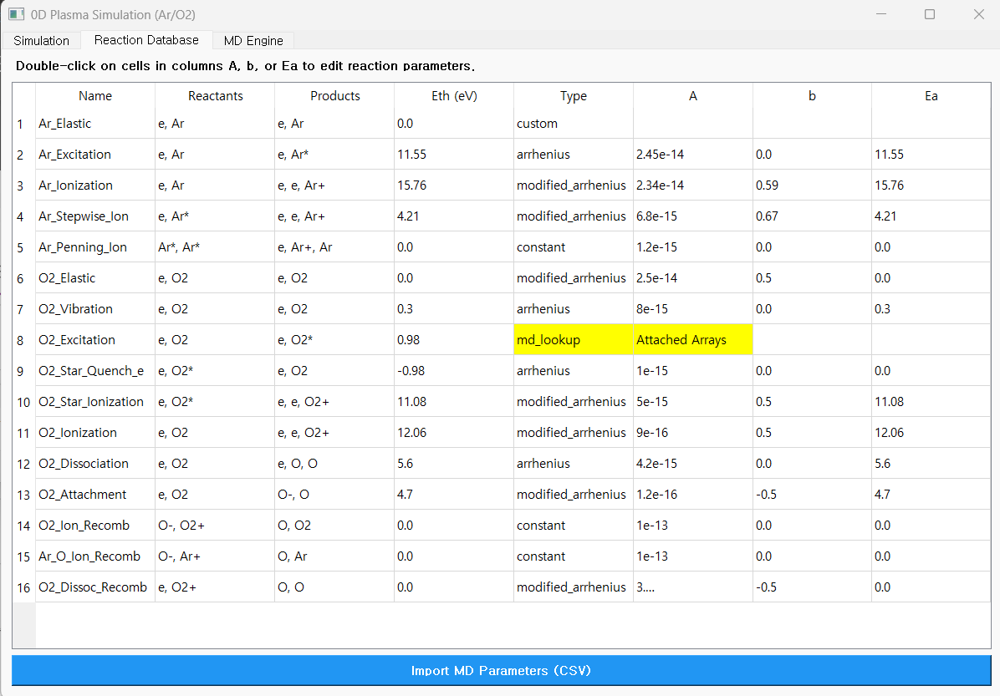 0D Plasma Simulation (Ar/O2)
Simulation Reaction Database MD Engine
Double-click on cells in columns A, b, or Ea to edit reaction parameters.
Name Reactants Products Eth (eV) Type A b Ea
1 Ar_Elastic e, Ar e, Ar 0.0 custom
2 Ar_Excitation e, Ar e, Ar* 11.55 arrhenius 2.45e-14 0.0 11.55
3 Ar_Ionization e, Ar e, e, Ar+ 15.76 modified_arrhenius 2.34e-14 0.59 15.76
4 Ar_Stepwise_Ion e, Ar* e, e, Ar+ 4.21 modified_arrhenius 6.8e-15 0.67 4.21
5 Ar_Penning_Ion Ar*, Ar* e, Ar+, Ar 0.0 constant 1.2e-15 0.0 0.0
6 O2_Elastic e, O2 e, O2 0.0 modified_arrhenius 2.5e-14 0.5 0.0
7 O2_Vibration e, O2 e, O2 0.3 arrhenius 8e-15 0.0 0.3
8 O2_Excitation e, O2 e, O2* 0.98 md_lookup Attached Arrays
9 O2_Star_Quench_e e, O2* e, O2 -0.98 arrhenius 1e-15 0.0 0.0
10 O2_Star_Ionization e, O2* e, e, O2+ 11.08 modified_arrhenius 5e-15 0.5 11.08
11 O2_Ionization e, O2 e, e, O2+ 12.06 modified_arrhenius 9e-16 0.5 12.06
12 O2_Dissociation e, O2 e, O, O 5.6 arrhenius 4.2e-15 0.0 5.6
13 O2_Attachment e, O2 O-, O 4.7 modified_arrhenius 1.2e-16 -0.5 4.7
14 O2_Ion_Recomb O-, O2+ O, O2 0.0 constant 1e-13 0.0 0.0
15 Ar_O_Ion_Recomb O-, Ar+ O, Ar 0.0 constant 1e-13 0.0 0.0
16 O2_Dissoc_Recomb e, O2+ O, O 0.0 modified_arrhenius 3.... -0.5 0.0
Import MD Parameters (CSV)